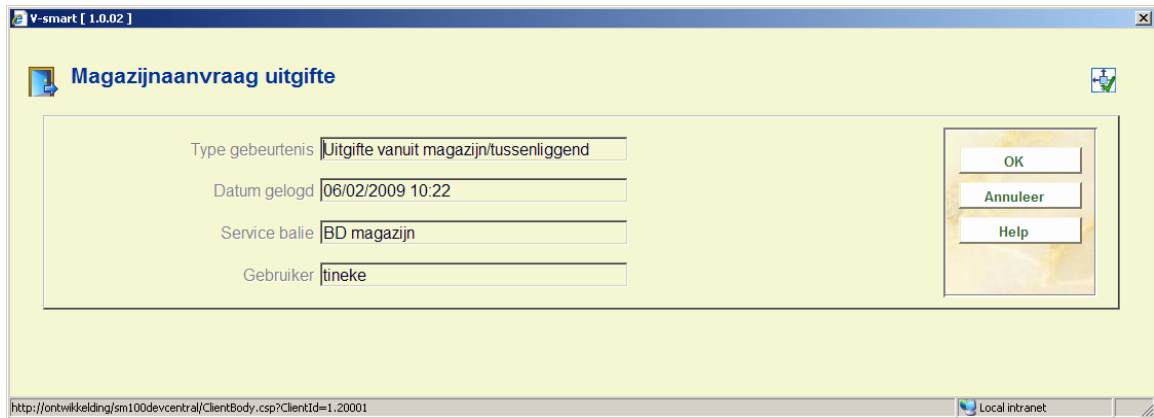 V-smart [ 1.0.02 ]
Magazijnaanvraag uitgifte
Type gebeurtenis Uitgifte vanuit magazijn/tussenliggend
Datum gelogd 06/02/2009 10:22
Service balie BD magazijn
Gebruiker tineke
OK
Annuleer
Help
http://ontwikkelding/sm100devcentral/ClientBody.csp?ClientId=1.20001
Local intranet